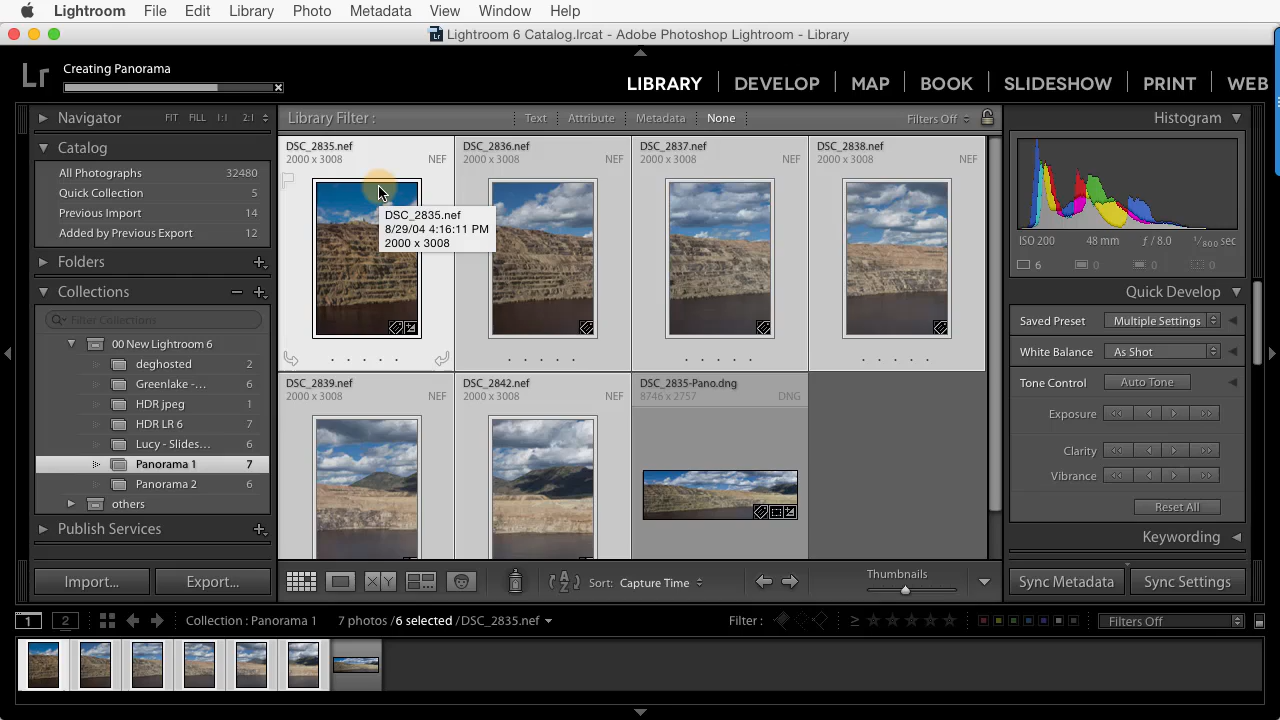 Lightroom File Edit Library Photo Metadata View Window Help
Lightroom 6 Catalog.lrcat - Adobe Photoshop Lightroom - Library
Lr Creating Panorama
LIBRARY DEVELOP MAP BOOK SLIDESHOW PRINT WEB
Navigator FIT FILL 1:1 2:1
Catalog
All Photographs 32480
Quick Collection 5
Previous Import 14
Added by Previous Export 12
Folders
Collections
Filter Collections
00 New Lightroom 6
deghosted 2
Greenlake -... 6
HDR jpeg 1
HDR LR 6 7
Lucy - Slides... 6
Panorama 1 7
Panorama 2 6
others
Publish Services
Import... Export...
Library Filter : Text Attribute Metadata None Filters Off
DSC_2835.nef
2000 x 3008 NEF
DSC_2836.nef
2000 x 3008 NEF
DSC_2837.nef
2000 x 3008 NEF
DSC_2838.nef
2000 x 3008 NEF
DSC_2835.nef
8/29/04 4:16:11 PM
2000 x 3008
DSC_2839.nef
2000 x 3008 NEF
DSC_2842.nef
2000 x 3008 NEF
DSC_2835-Pano.dng
8746 x 2757 DNG
XY Sort: Capture Time Thumbnails
Histogram
ISO 200 48 mm ƒ / 8.0 1/800 sec
6 0 0 0
Quick Develop
Saved Preset Multiple Settings
White Balance As Shot
Tone Control Auto Tone
Exposure
Clarity
Vibrance
Reset All
Keywording
Sync Metadata Sync Settings
1 2 Collection : Panorama 1 7 photos /6 selected /DSC_2835.nef Filter : ≥ Filters Off